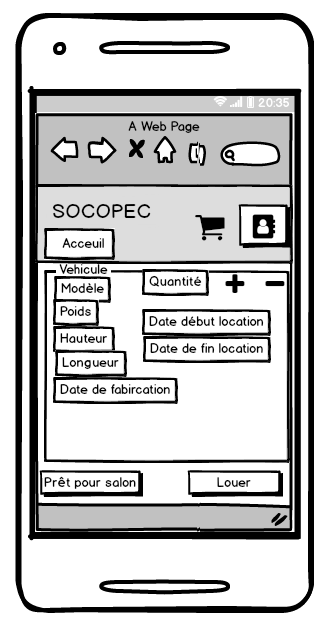 20:35
A Web Page
SOCOPEC
Acceuil
Vehicule
Modèle
Quantité
Poids
Date début location
Hauteur
Date de fin location
Longueur
Date de fabircation
Prêt pour salon
Louer